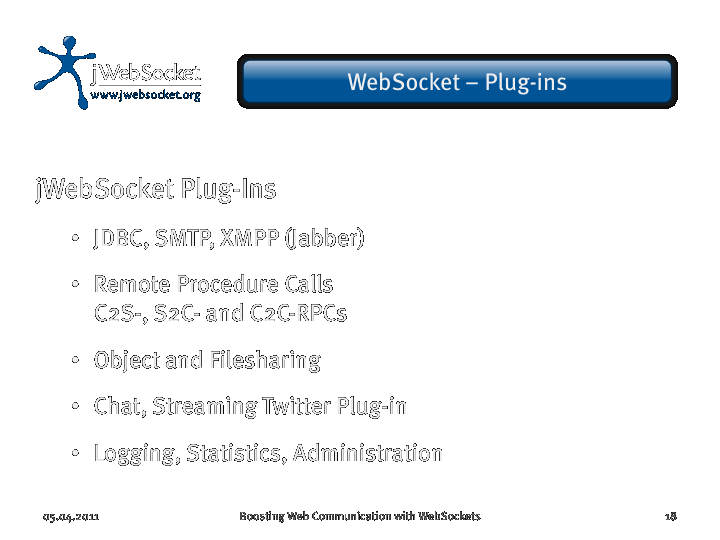 jWebSocket
www.jwebsocket.org
WebSocket – Plug-ins
jWebSocket Plug-Ins
• JDBC, SMTP, XMPP (Jabber)
• Remote Procedure Calls
C2S-, S2C- and C2C-RPCs
• Object and Filesharing
• Chat, Streaming Twitter Plug-in
• Logging, Statistics, Administration
05.04.2011 Boosting Web Communication with WebSockets 18